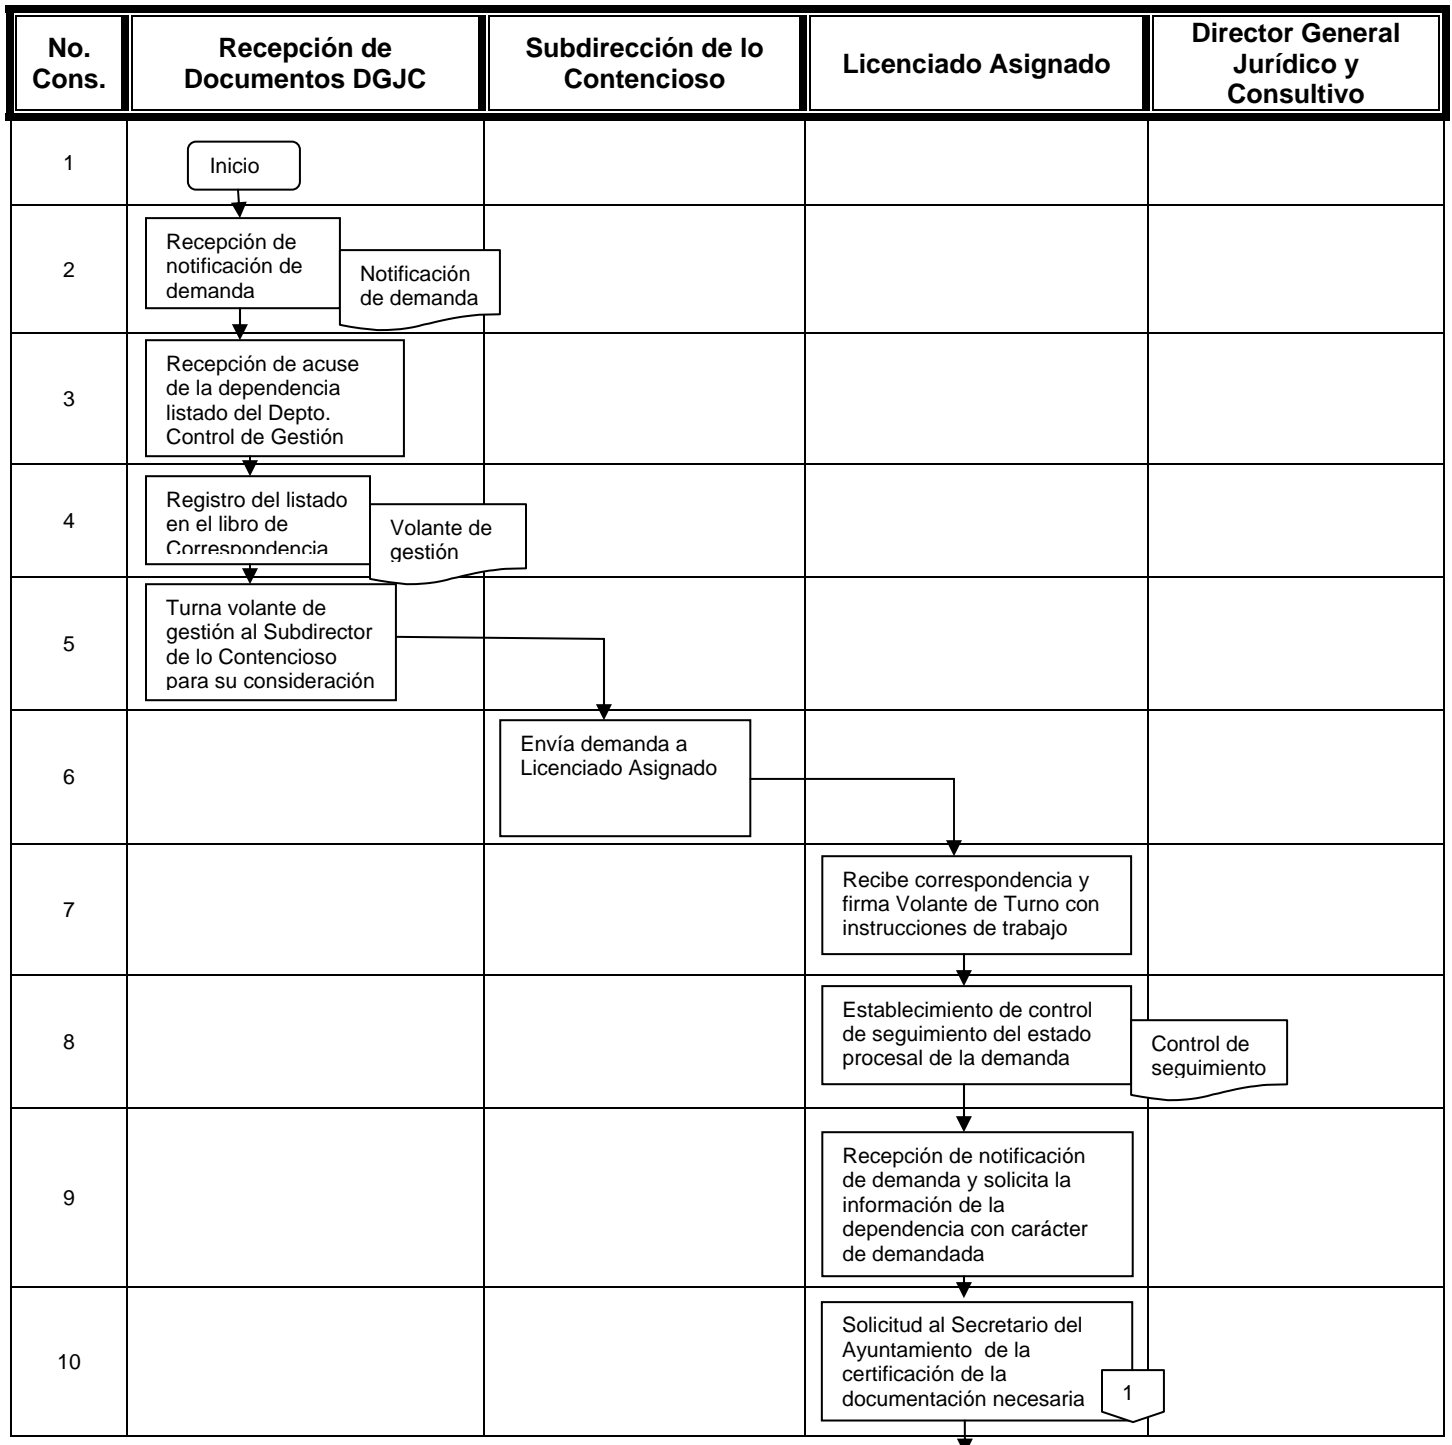 No.
Cons.
Recepción de
Documentos DGJC
Subdirección de lo
Contencioso
Licenciado Asignado
Director General
Jurídico y
Consultivo
1
Inicio
2
Recepción de
notificación de
demanda
Notificación
de demanda
3
Recepción de acuse
de la dependencia
listado del Depto.
Control de Gestión
4
Registro del listado
en el libro de
Correspondencia
Volante de
gestión
5
Turna volante de
gestión al Subdirector
de lo Contencioso
para su consideración
6
Envía demanda a
Licenciado Asignado
7
Recibe correspondencia y
firma Volante de Turno con
instrucciones de trabajo
8
Establecimiento de control
de seguimiento del estado
procesal de la demanda
Control de
seguimiento
9
Recepción de notificación
de demanda y solicita la
información de la
dependencia con carácter
de demandada
10
Solicitud al Secretario del
Ayuntamiento de la
certificación de la
documentación necesaria
1